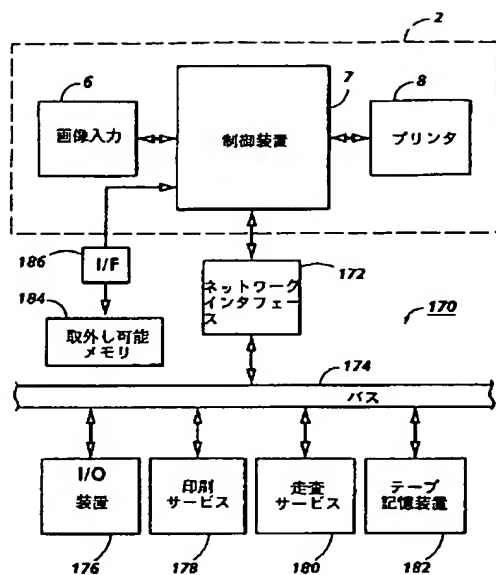 2
6
7
8
画像入力
制御装置
プリンタ
186
I/F
172
ネットワーク
インタフェー
ス
184
取外し可能
メモリ
170
174
バス
I/O
装置
印刷
サービス
走査
サービス
テープ
記憶装置
176
178
180
182